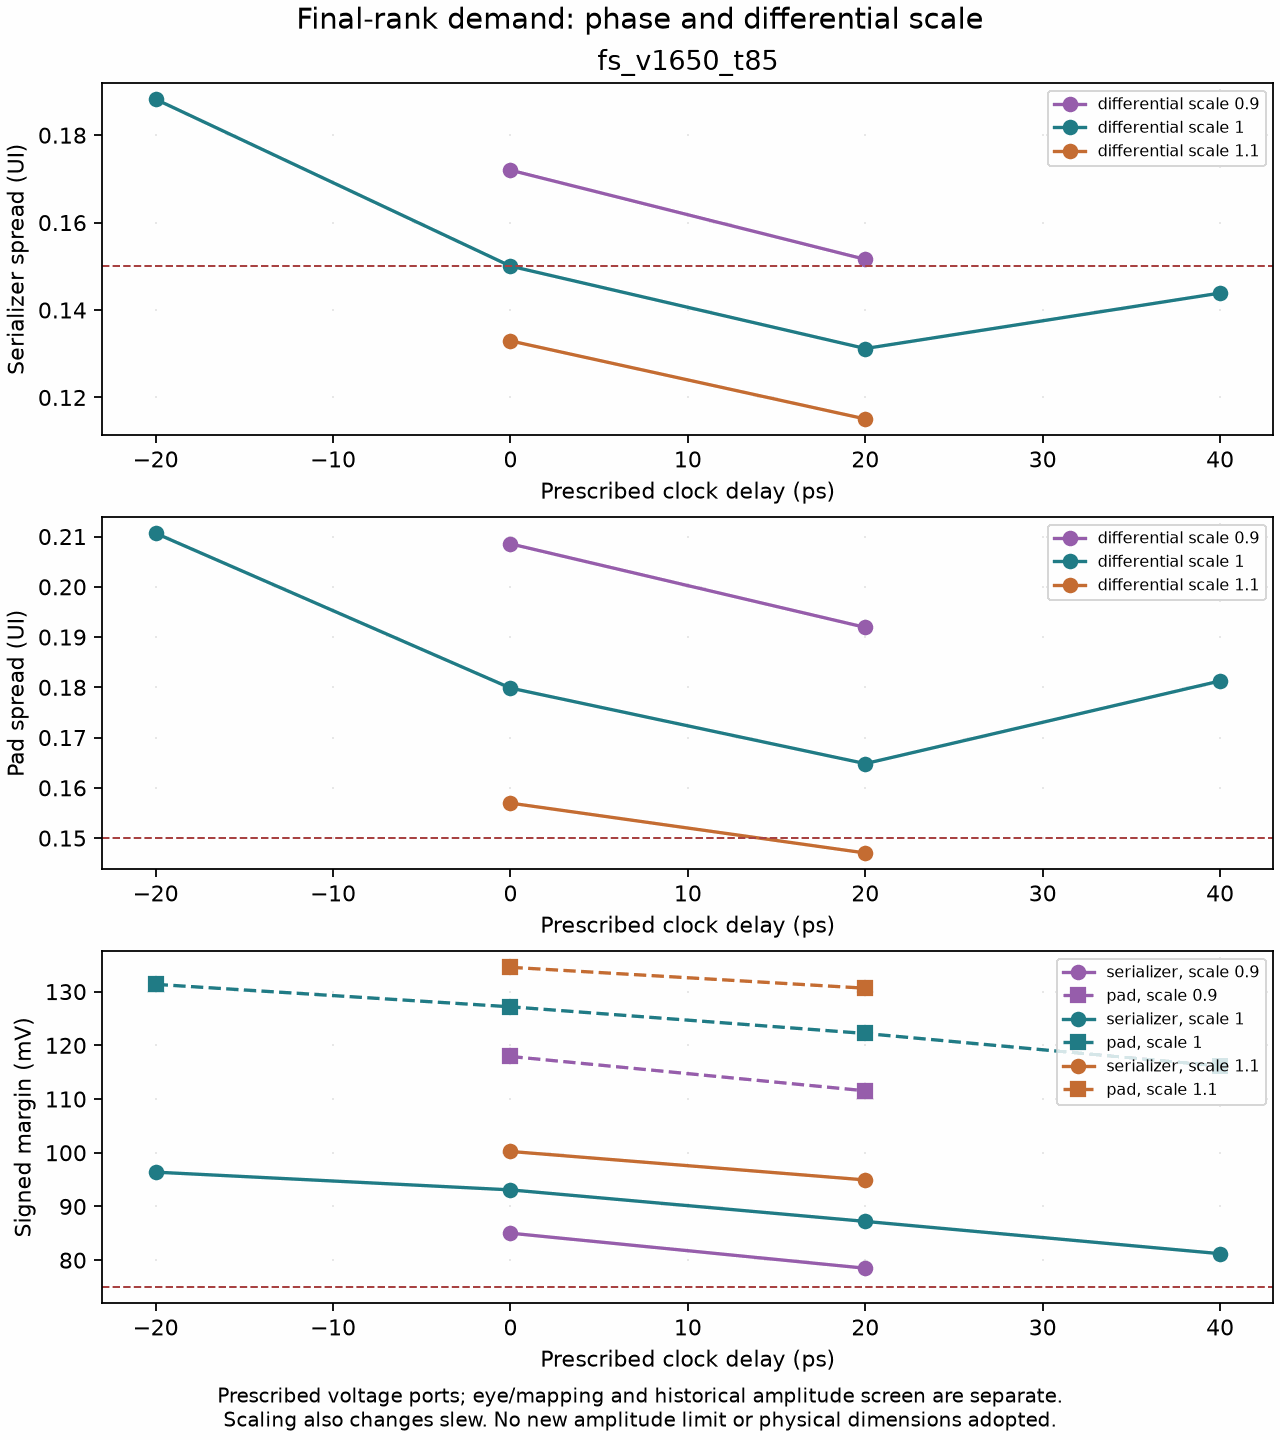 Final-rank demand: phase and differential scale
fs_v1650_t85
Serializer spread (UI)
0.18
0.16
0.14
0.12
differential scale 0.9
differential scale 1
differential scale 1.1
−20
−10
0
10
20
30
40
Prescribed clock delay (ps)
Pad spread (UI)
0.21
0.20
0.19
0.18
0.17
0.16
0.15
differential scale 0.9
differential scale 1
differential scale 1.1
−20
−10
0
10
20
30
40
Prescribed clock delay (ps)
Signed margin (mV)
130
120
110
100
90
80
serializer, scale 0.9
pad, scale 0.9
serializer, scale 1
pad, scale 1
serializer, scale 1.1
pad, scale 1.1
−20
−10
0
10
20
30
40
Prescribed clock delay (ps)
Prescribed voltage ports; eye/mapping and historical amplitude screen are separate.
Scaling also changes slew. No new amplitude limit or physical dimensions adopted.